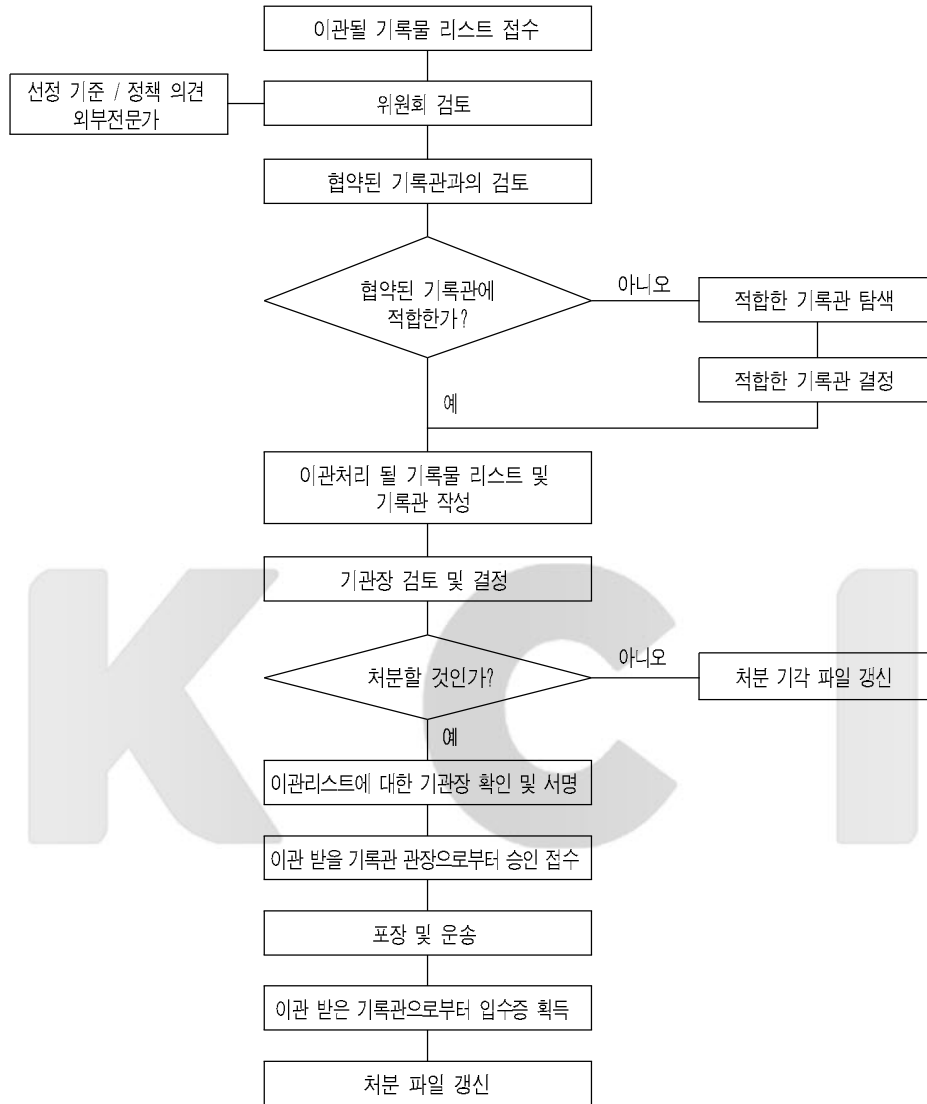 이관될 기록물 리스트 접수
선정 기준 / 정책 의견
외부전문가
위원회 검토
협약된 기록관과의 검토
협약된 기록관에
적합한가?
아니오
적합한 기록관 탐색
적합한 기록관 결정
예
이관처리 될 기록물 리스트 및
기록관 작성
기관장 검토 및 결정
처분할 것인가?
아니오
처분 기각 파일 갱신
예
이관리스트에 대한 기관장 확인 및 서명
이관 받을 기록관 관장으로부터 승인 접수
포장 및 운송
이관 받은 기록관으로부터 입수증 획득
처분 파일 갱신
KCI